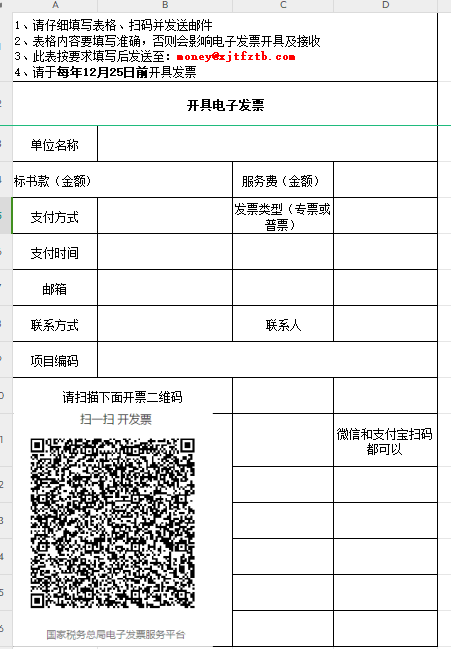 A B C D
1、请仔细填写表格、扫码并发送邮件
2、表格内容要填写准确，否则会影响电子发票开具及接收
3、此表按要求填写后发送至：money@xjtfztb.com
4、请于每年12月25日前开具发票
开具电子发票
单位名称
标书款（金额） 服务费（金额）
支付方式 发票类型（专票或
普票）
支付时间
邮箱
联系方式 联系人
项目编码
请扫描下面开票二维码
扫一扫 开发票
微信和支付宝扫码
都可以
国家税务总局电子发票服务平台